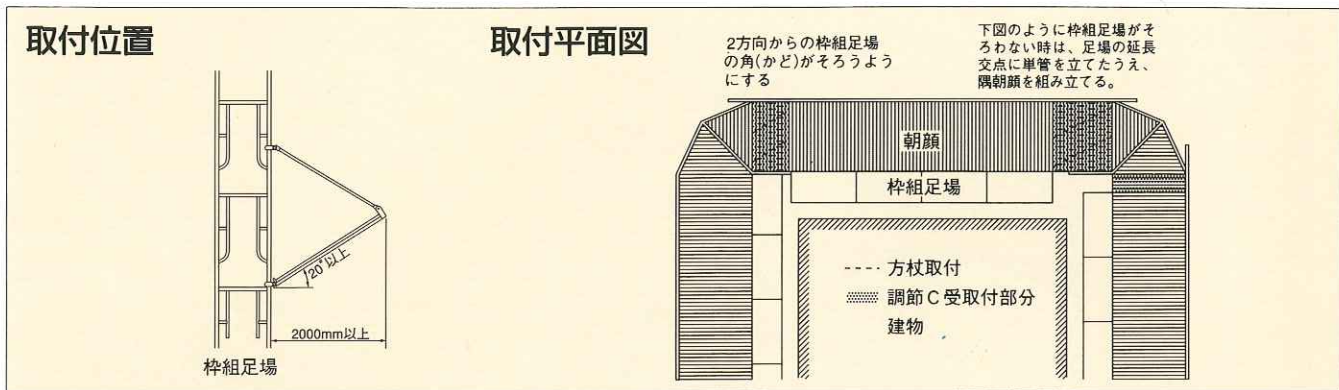 取付位置
20°以上
2000mm以上
枠組足場
取付平面図
2方向からの枠組足場
の角(かど)がそろうよう
にする
下図のように枠組足場がそ
ろわない時は、足場の延長
交点に単管を立てたうえ、
隅朝顔を組み立てる。
朝顔
枠組足場
方杖取付
調節C受取付部分
建物